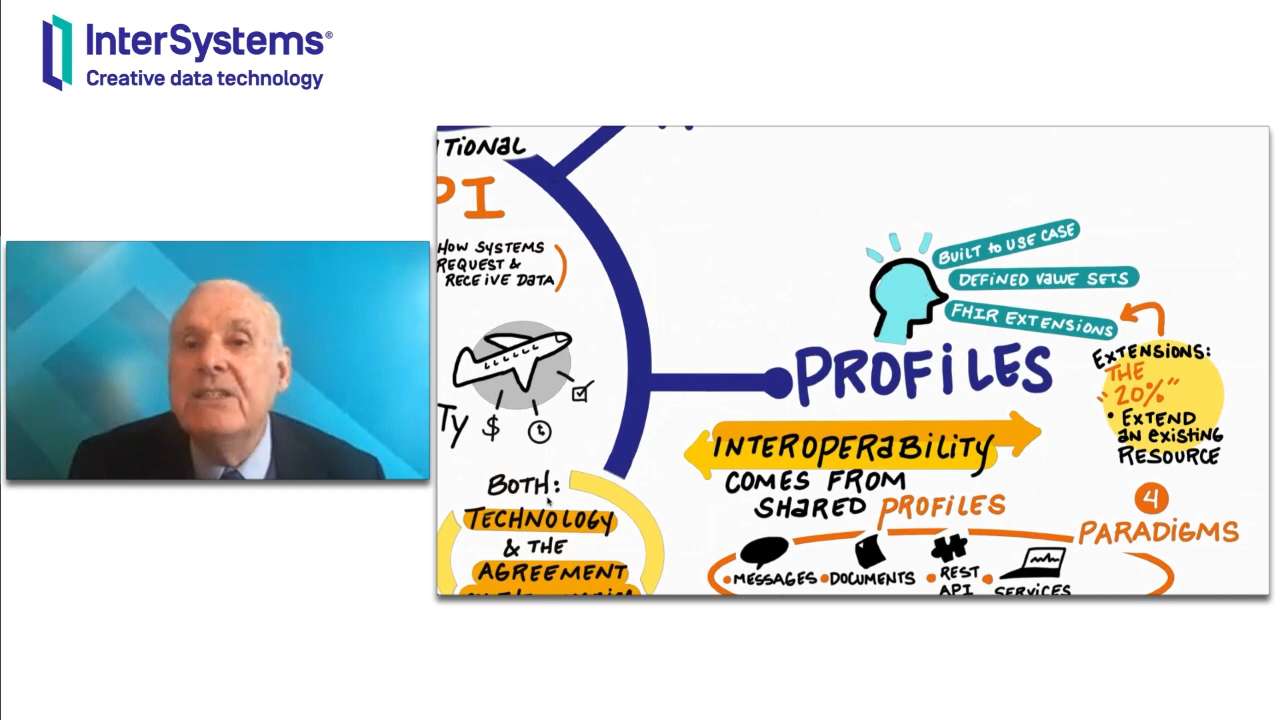 InterSystems®
Creative data technology
TIONAL
PI
HOW SYSTEMS
REQUEST &
RECEIVE DATA
$
BOTH:
TECHNOLOGY
& THE
AGREEMENT
BUILT to USE CASE
DEFINED VALUE SETS
FHIR EXTENSIONS
PROFILES
INTEROPERABILITY
COMES FROM
SHARED PROFILES
EXTENSIONS:
THE
"20%"
• EXTEND
an existing
RESOURCE
4
PARADIGMS
• MESSAGES • DOCUMENTS • REST API • SERVICES